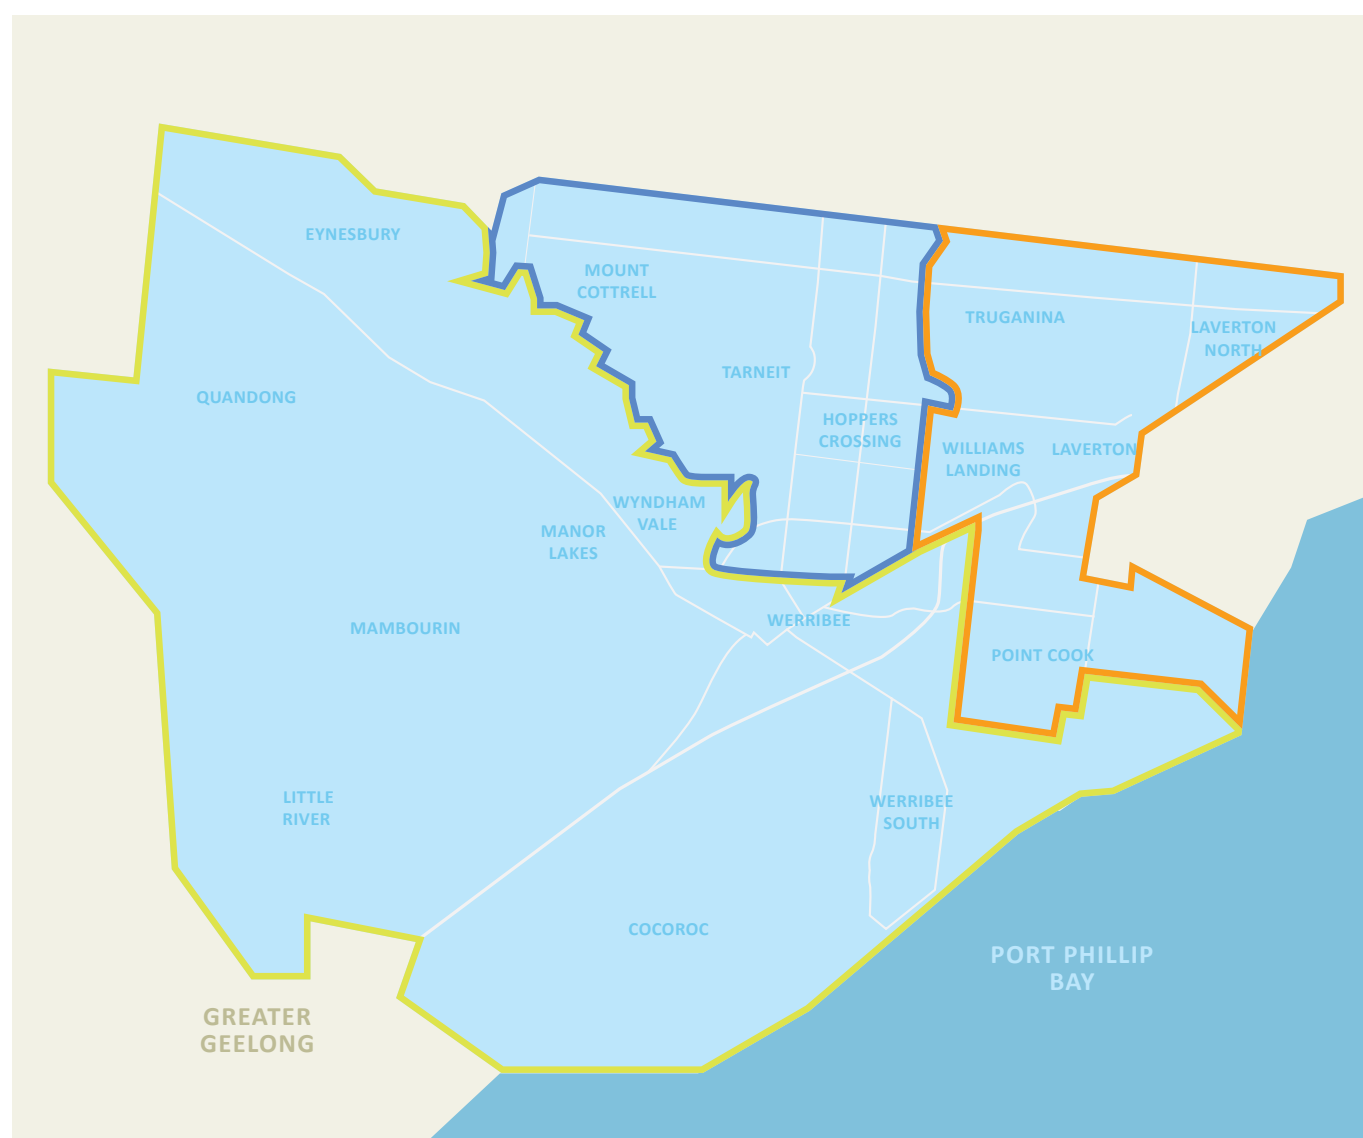 EYNESBURY
MOUNT
COTTRELL
TRUGANINA
LAVERTON
NORTH
TARNEIT
QUANDONG
HOPPERS
CROSSING
WILLIAMS
LANDING
LAVERTON
WYNDHAM
VALE
MANOR
LAKES
WERRIBEE
MAMBOURIN
POINT COOK
LITTLE
RIVER
WERRIBEE
SOUTH
COCOROC
PORT PHILLIP
BAY
GREATER
GEELONG